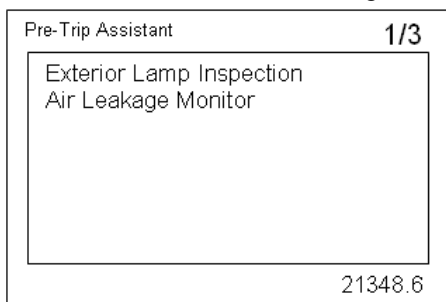 Pre-Trip Assistant
1/3
Exterior Lamp Inspection
Air Leakage Monitor
21348.6